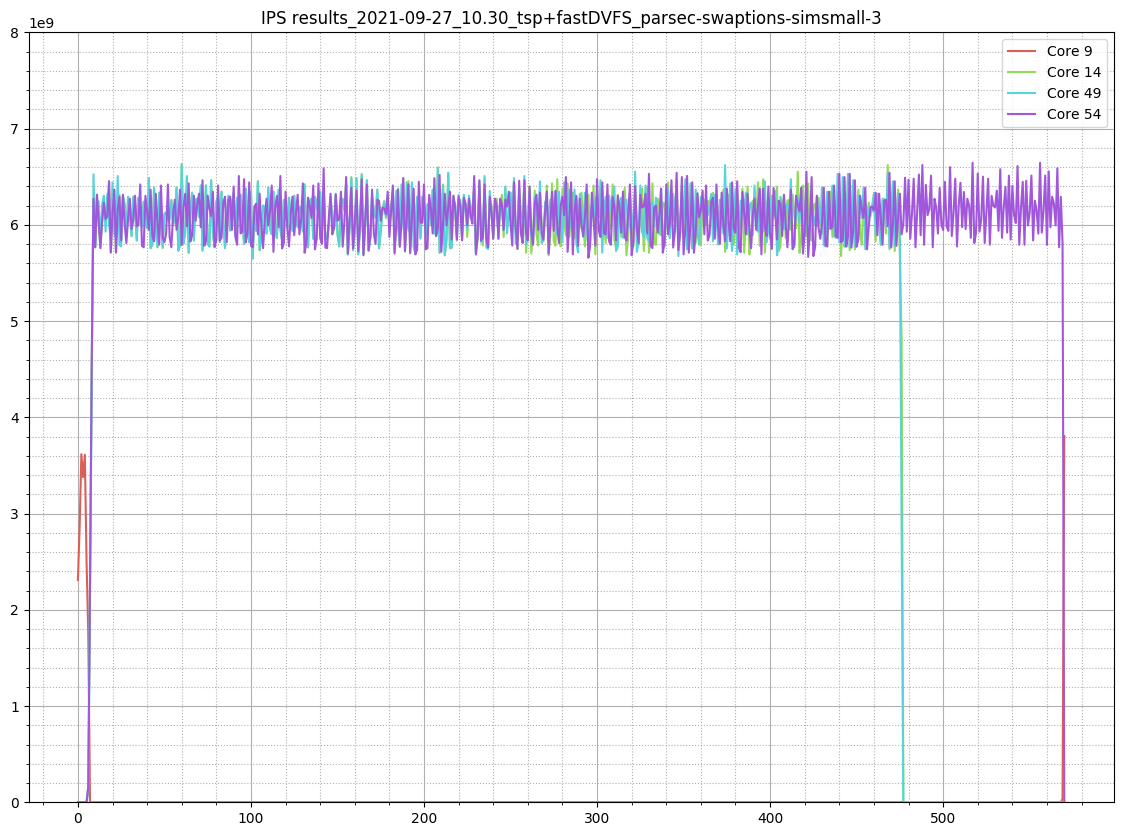 IPS results_2021-09-27_10.30_tsp+fastDVFS_parsec-swaptions-simsmall-3
1e9
8
7
6
5
4
3
2
1
0
Core 9
Core 14
Core 49
Core 54
0 100 200 300 400 500